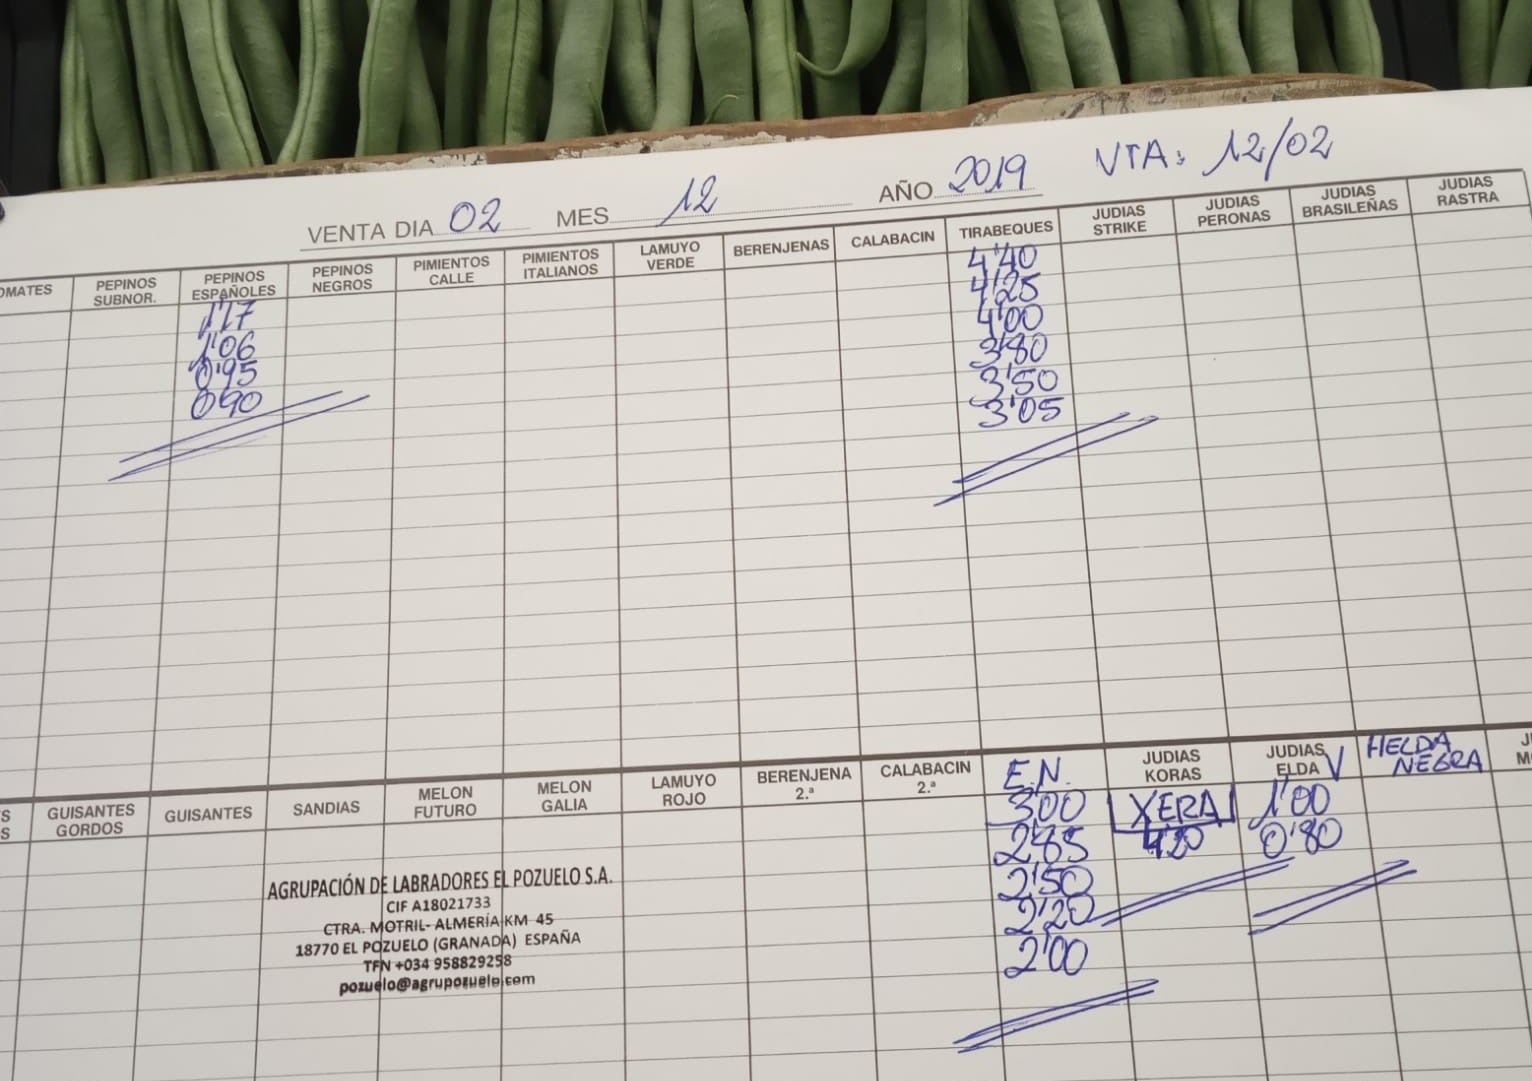 VENTA DIA 02 MES 12 AÑO 2019 VTA: 12/02
PEPINOS SUBNOR.
PEPINOS ESPAÑOLES
PEPINOS NEGROS
PIMIENTOS CALLE
PIMIENTOS ITALIANOS
LAMUYO VERDE
BERENJENAS
CALABACIN
TIRABEQUES
JUDIAS STRIKE
JUDIAS PERONAS
JUDIAS BRASILEÑAS
JUDIAS RASTRA
1'17
1'06
0'95
0'90
4'40
4'25
4'00
3'80
3'50
3'05
GUISANTES GORDOS
GUISANTES
SANDIAS
MELON FUTURO
MELON GALIA
LAMUYO ROJO
BERENJENA 2.ª
CALABACIN 2.ª
E.N.
JUDIAS KORAS
JUDIAS ELDA V
HELDA NEGRA
3'00
2'85
2'50
2'20
2'00
XERA
4'20
1'00
0'80
AGRUPACIÓN DE LABRADORES EL POZUELO S.A.
CIF A18021733
CTRA. MOTRIL- ALMERÍA KM 45
18770 EL POZUELO (GRANADA) ESPAÑA
TFN +034 958829258
pozuelo@agrupozuelo.com